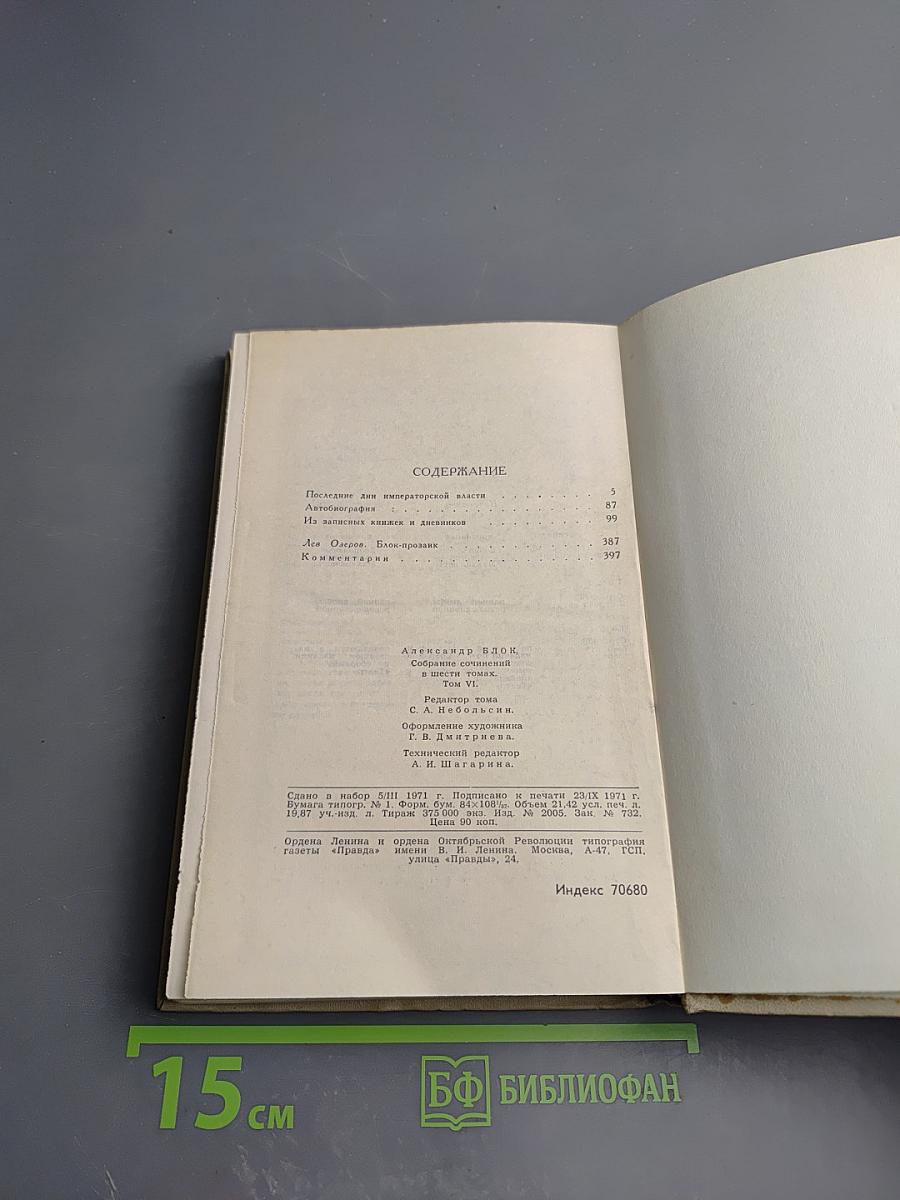 СОДЕРЖАНИЕ
Последние дни императорской власти . . . . . . . . 5
Автобиография : . . . . . . . . . . . . . . 87
Из записных книжек и дневников . . . . . . . . . 99
Лев Озеров. Блок-прозаик . . . . . . . . . . . . 387
Комментарии . . . . . . . . . . . . . . . . 397
Александр БЛОК.
Собрание сочинений
в шести томах.
Том VI.
Редактор тома
С. А. Небольсин.
Оформление художника
Г. В. Дмитриева.
Технический редактор
А. И. Шагарина.
Сдано в набор 5/III 1971 г. Подписано к печати 23/IX 1971 г.
Бумага типогр. № 1. Форм. бум. 84×108¹/₃₂. Объем 21,42 усл. печ. л.
19,87 уч.-изд. л. Тираж 375 000 экз. Изд. № 2005. Зак. № 732.
Цена 90 коп.
Ордена Ленина и ордена Октябрьской Революции типография
газеты «Правда» имени В. И. Ленина. Москва, А-47, ГСП,
улица «Правды», 24.
Индекс 70680
15 см
БФ БИБЛИОФАН